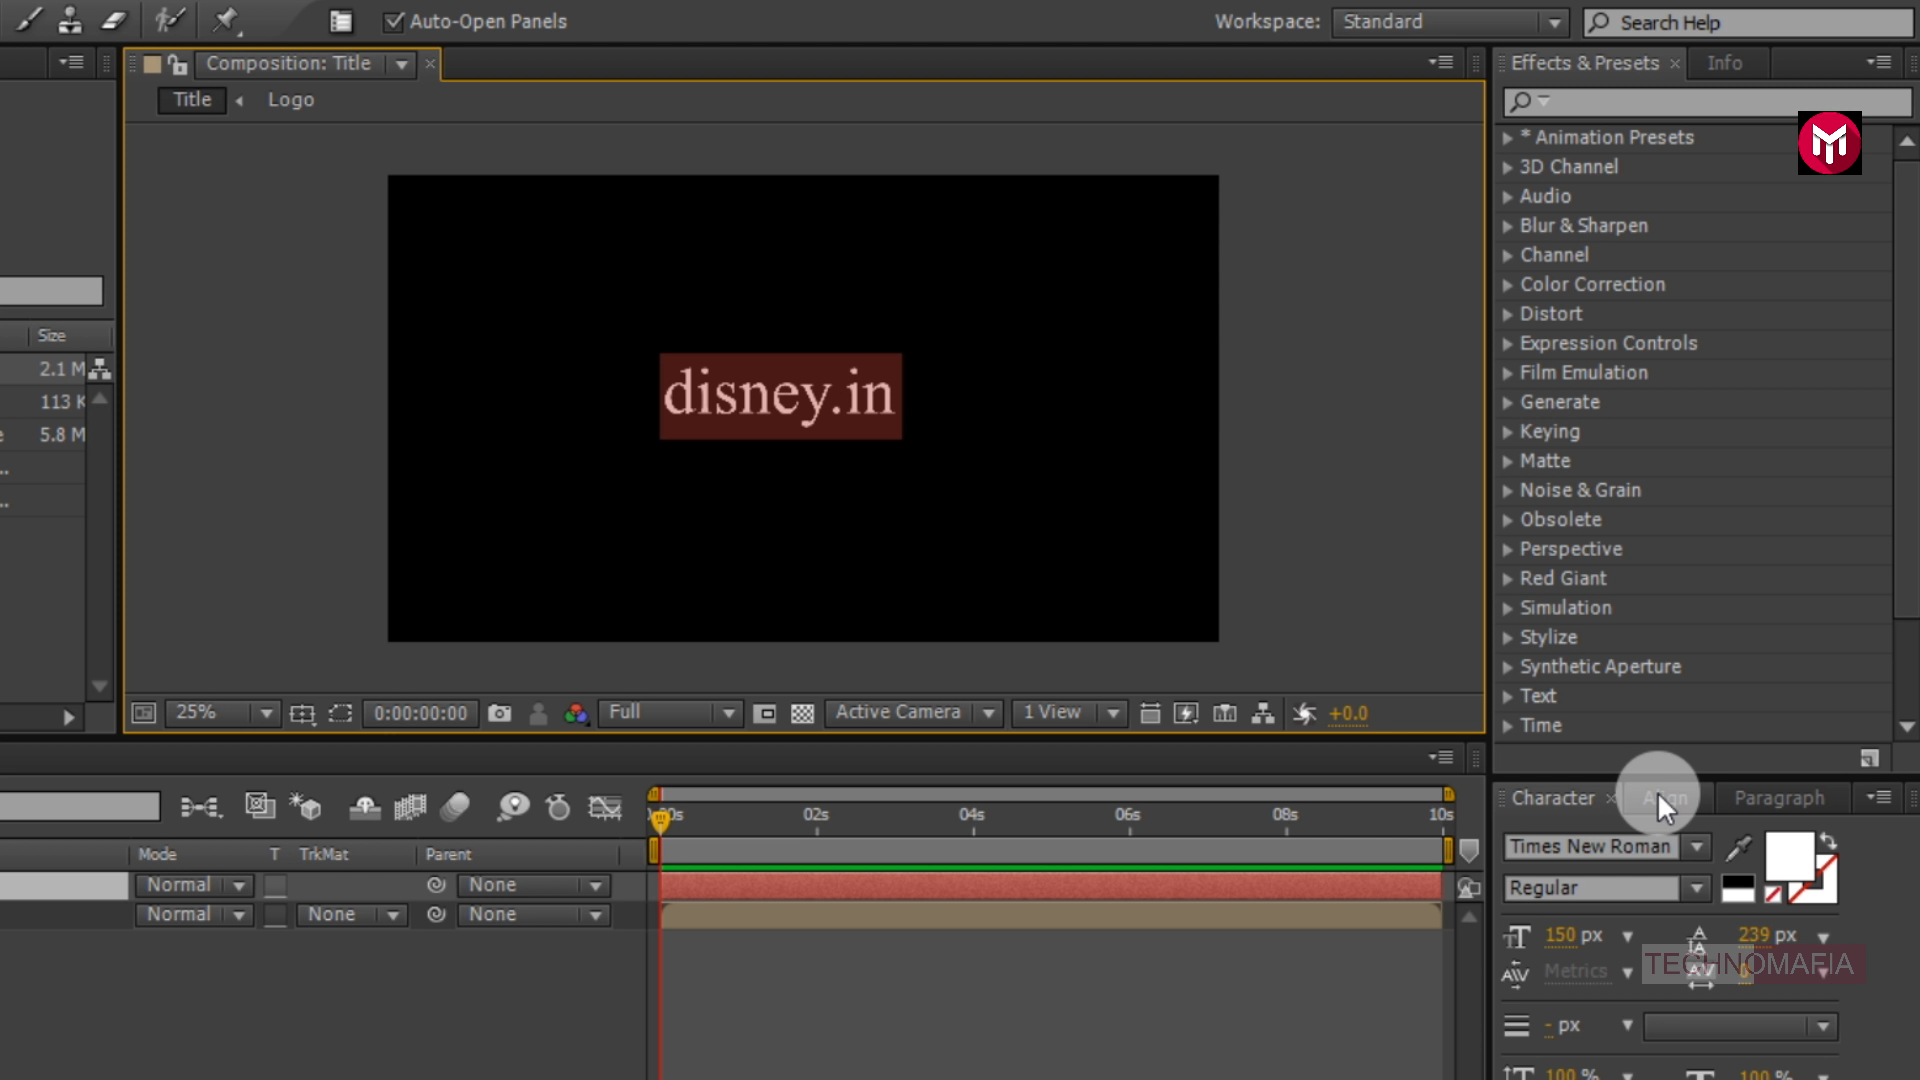 Auto-Open Panels
Workspace: Standard
Search Help
Composition: Title
Effects & Presets
Info
Title
Logo
* Animation Presets
3D Channel
Audio
Blur & Sharpen
Channel
Color Correction
Distort
Expression Controls
Film Emulation
Generate
Keying
Matte
Noise & Grain
Obsolete
Perspective
Red Giant
Simulation
Stylize
Synthetic Aperture
Text
Time
Size
2.1 M
113 K
5.8 M
disney.in
25%
0:00:00:00
Full
Active Camera
1 View
+0.0
02s
04s
06s
08s
10s
Mode
T
TrkMat
Parent
Normal
None
Normal
None
None
Character
Align
Paragraph
Times New Roman
Regular
150 px
239 px
Metrics
0
TECHNOMAFIA
- px
100 %
100 %